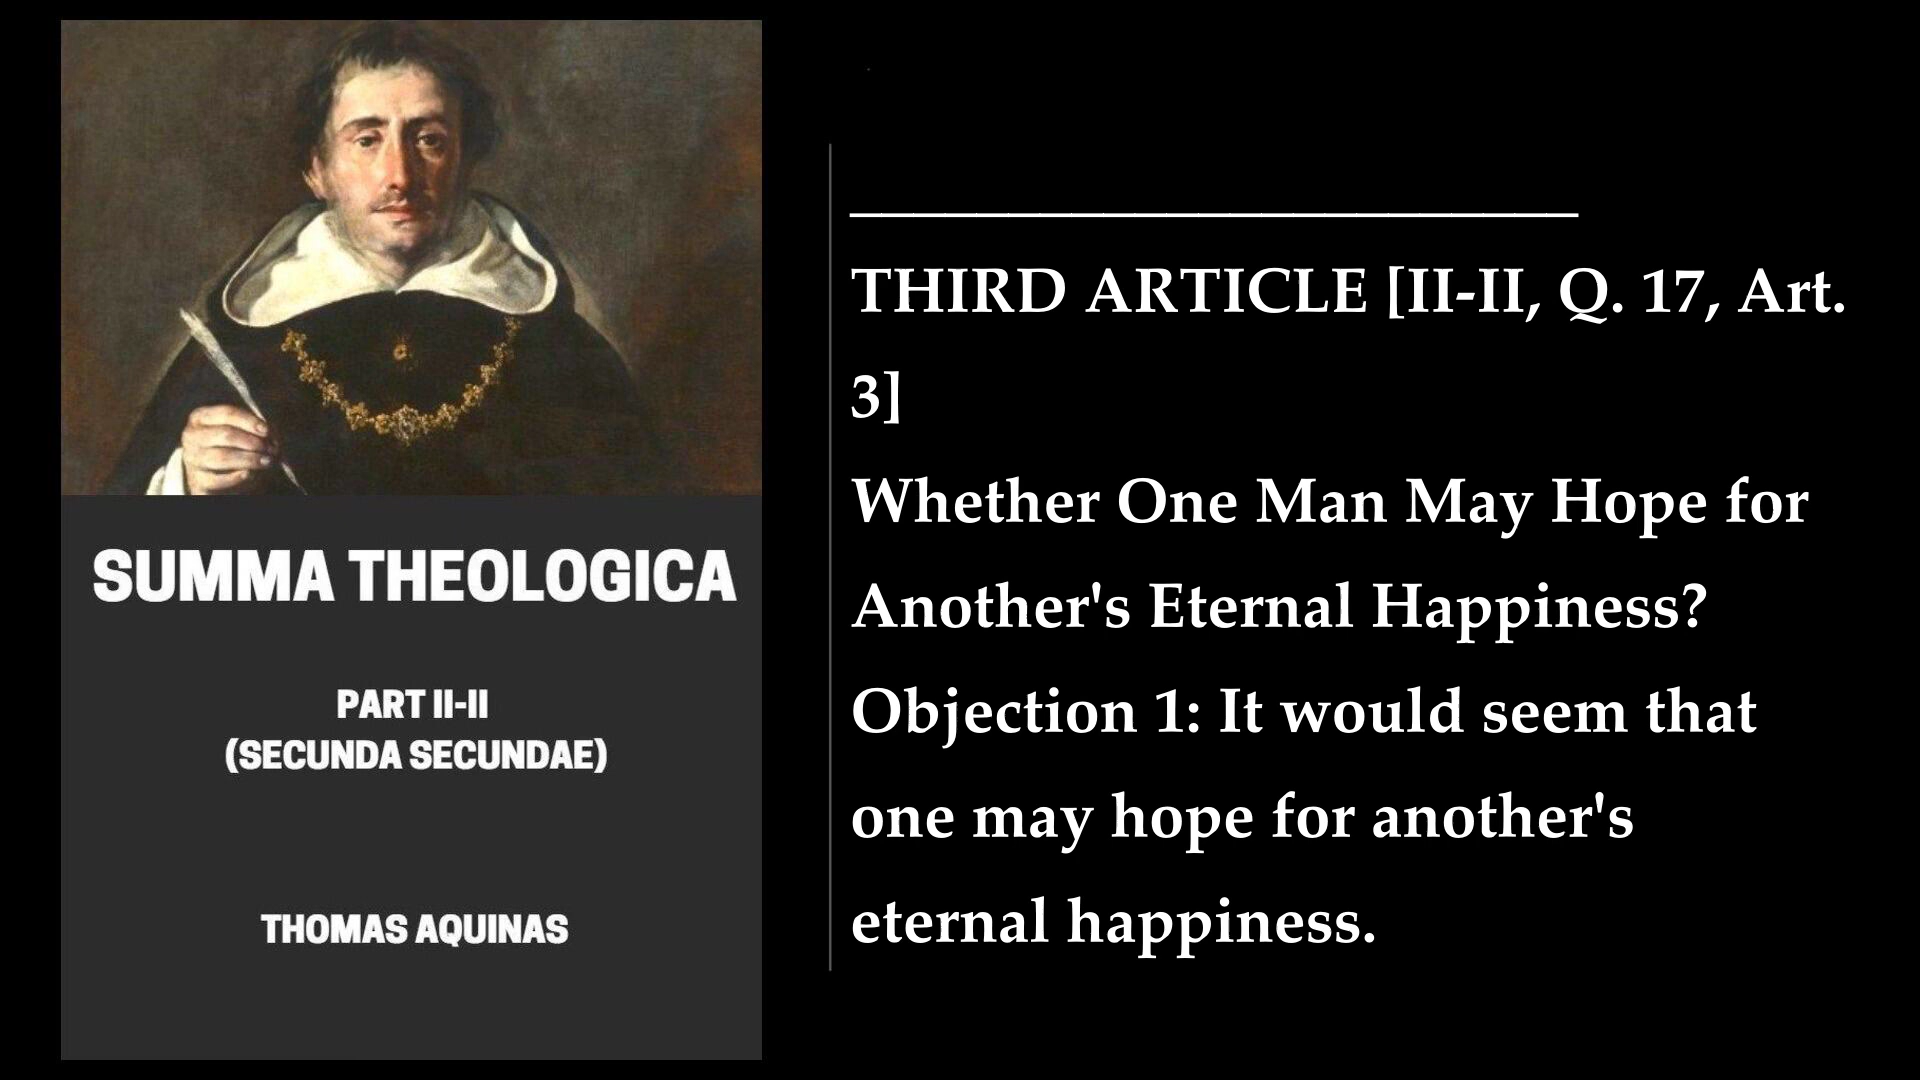 SUMMA THEOLOGICA
PART II-II
(SECUNDA SECUNDAE)
THOMAS AQUINAS
THIRD ARTICLE [II-II, Q. 17, Art.
3]
Whether One Man May Hope for
Another's Eternal Happiness?
Objection 1: It would seem that
one may hope for another's
eternal happiness.